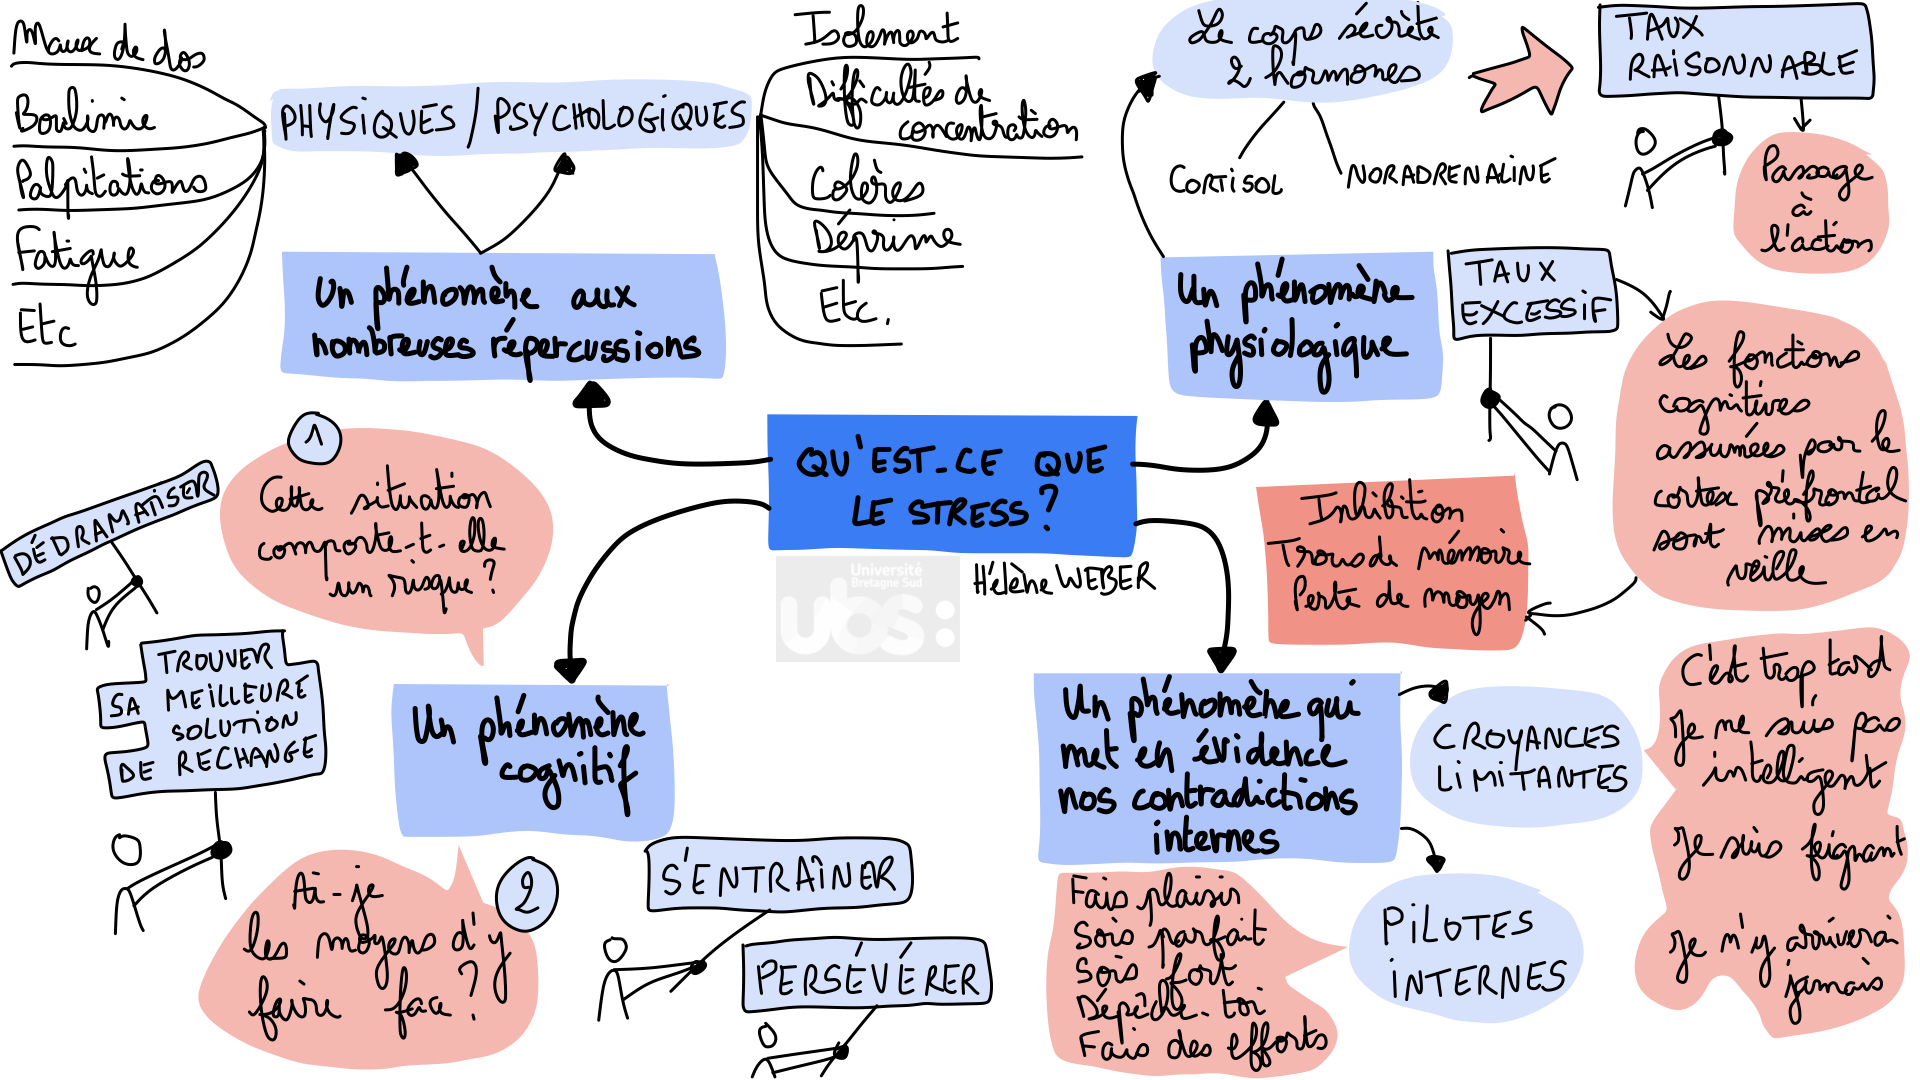 Maux de dos
Boulimie
Palpitations
Fatigue
Etc
PHYSIQUES / PSYCHOLOGIQUES
Isolement
Difficultés de
concentration
Colères
Déprime
Etc.
Un phénomène aux
nombreuses répercussions
Le corps sécrète
2 hormones
CORTISOL
NORADRENALINE
TAUX
RAISONNABLE
Passage
à
l'action
Un phénomène
physiologique
TAUX
EXCESSIF
Les fonctions
cognitives
assumées par le
cortex préfrontal
sont mises en
veille
Inhibition
Trous de mémoire
Perte de moyen
QU'EST-CE QUE
LE STRESS ?
Université
Bretagne Sud
ubs:
Hélène WEBER
1
Cette situation
comporte-t-elle
un risque ?
DÉDRAMATISER
TROUVER
SA MEILLEURE
SOLUTION
DE RECHANGE
Un phénomène
cognitif
2
Ai-je
les moyens d'y
faire face ?
S'ENTRAÎNER
PERSÉVÉRER
Un phénomène qui
met en évidence
nos contradictions
internes
CROYANCES
LIMITANTES
C'est trop tard
Je ne suis pas
intelligent
Je suis feignant
Je n'y arriverai
jamais
PILOTES
INTERNES
Fais plaisir
Sois parfait
Sois fort
Dépêche-toi
Fais des efforts